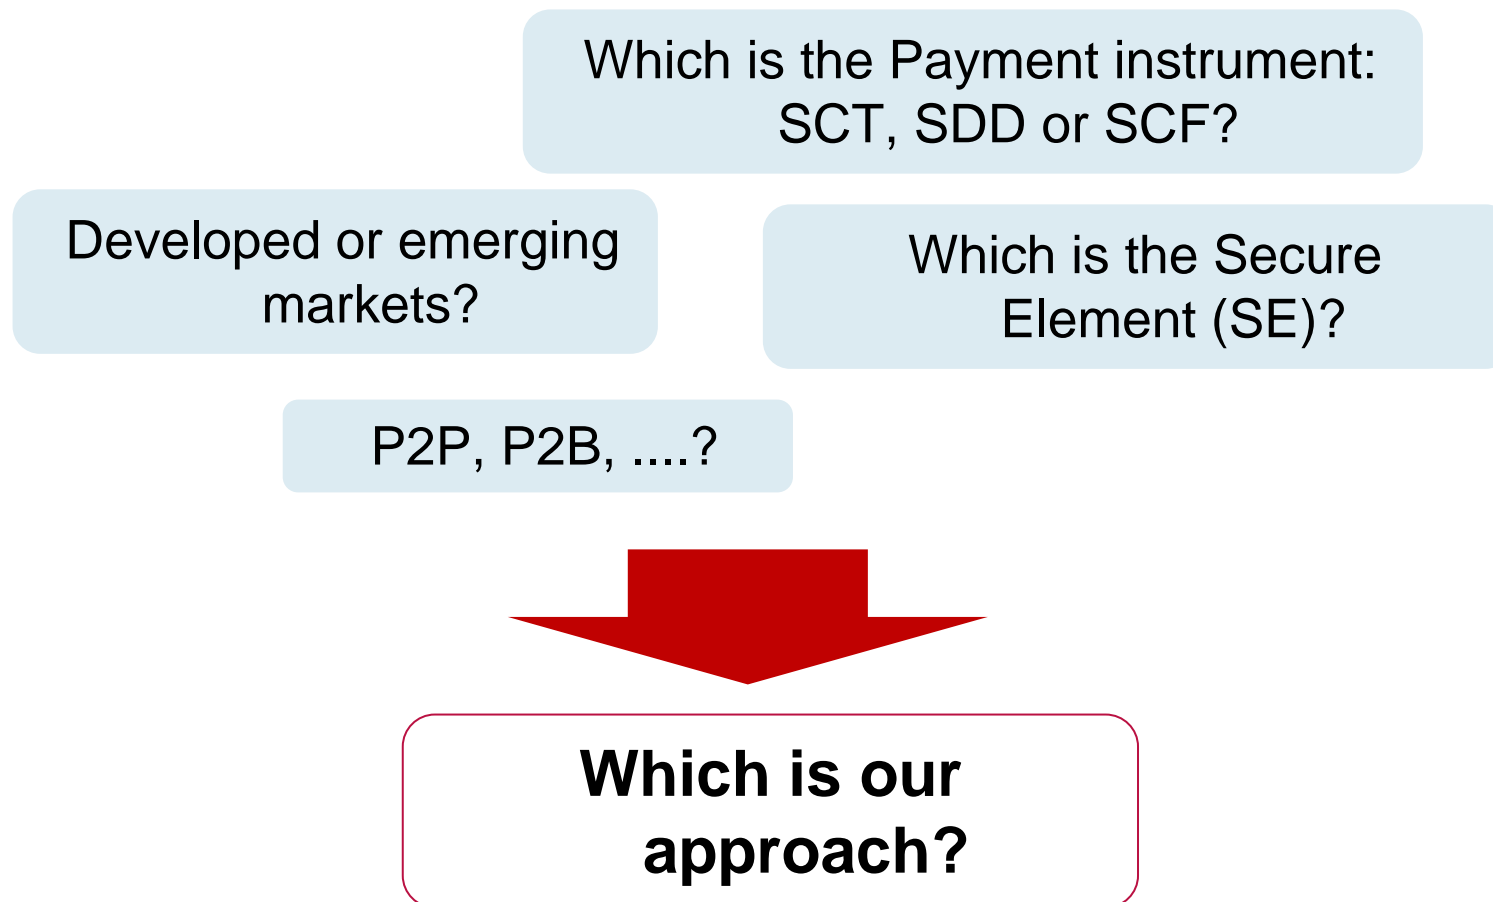 Which is the Payment instrument:
SCT, SDD or SCF?
Developed or emerging
markets?
Which is the Secure
Element (SE)?
P2P, P2B, ....?
Which is our
approach?